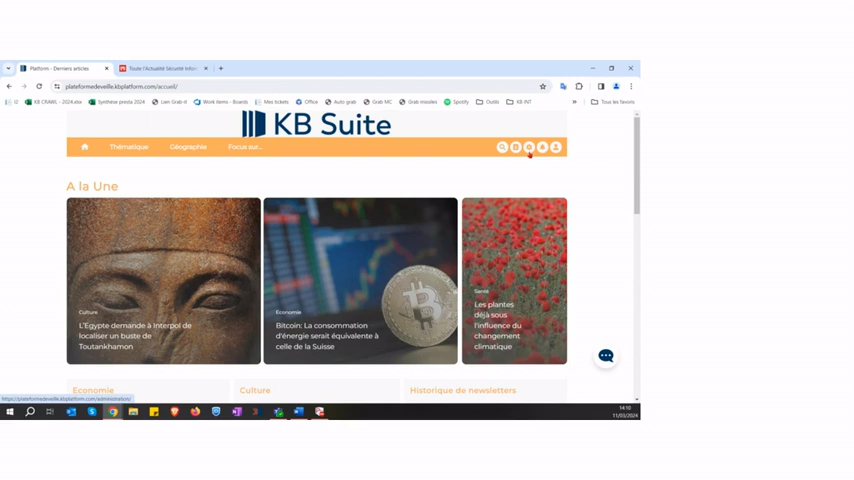 Platform - Derniers articles
Toute l'Actualité Sécurité Infor
plateformedeveille.kbplatform.com/accueil/
KB CRAWL - 2024.xlsx
Synthèse presta 2024
Lien Grab-it
Work items - Boards
Mes tickets
Office
Auto grab
Grab MC
Grab missiles
Spotify
Outils
KB INT
»
Tous les favoris
KB Suite
Thématique
Géographie
Focus sur...
A la Une
Culture
L'Egypte demande à Interpol de
localiser un buste de
Toutankhamon
Economie
Bitcoin: La consommation
d'énergie serait équivalente à
celle de la Suisse
Santé
Les plantes
déjà sous
l'influence du
changement
climatique
Economie
Culture
Historique de newsletters
https://plateformedeveille.kbplatform.com/administration/
14:10
11/03/2024